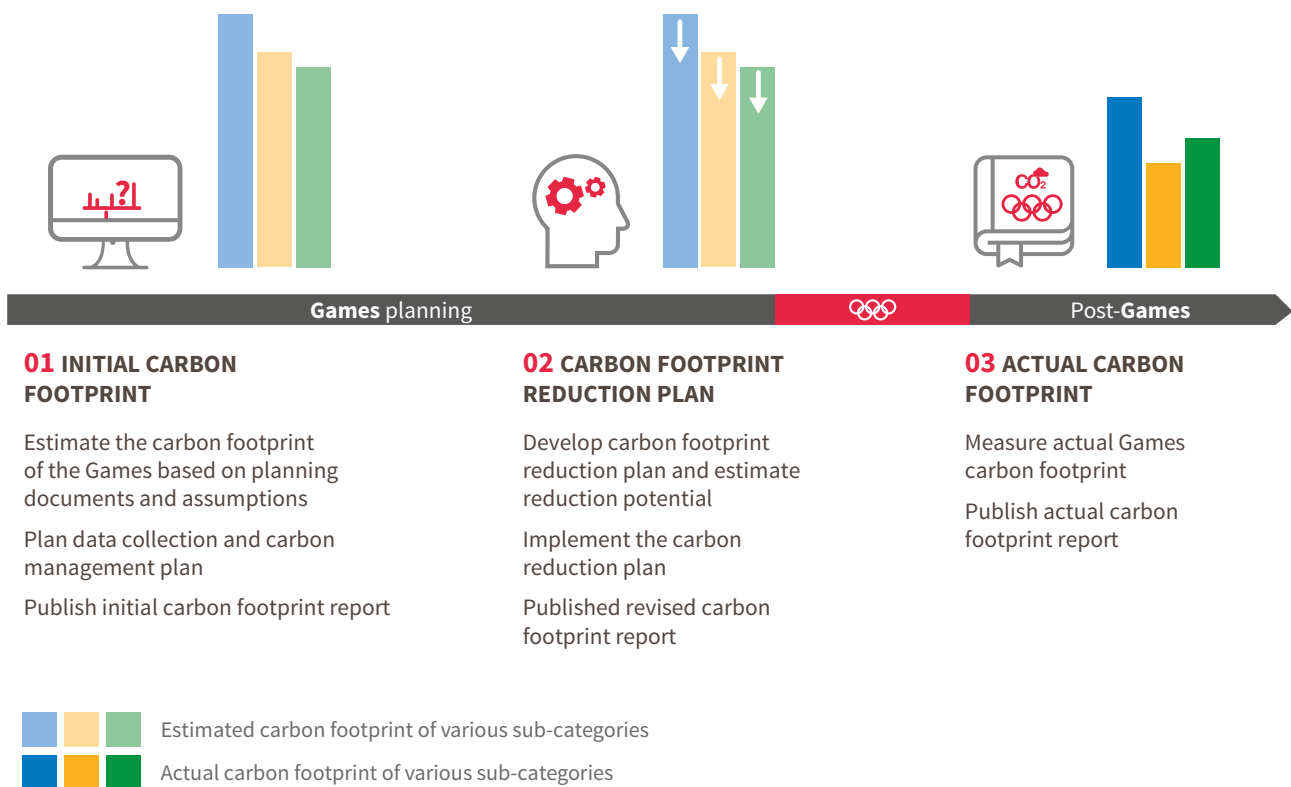 ?
CO2
Games planning
Post-Games
01 INITIAL CARBON
FOOTPRINT
Estimate the carbon footprint
of the Games based on planning
documents and assumptions
Plan data collection and carbon
management plan
Publish initial carbon footprint report
02 CARBON FOOTPRINT
REDUCTION PLAN
Develop carbon footprint
reduction plan and estimate
reduction potential
Implement the carbon
reduction plan
Published revised carbon
footprint report
03 ACTUAL CARBON
FOOTPRINT
Measure actual Games
carbon footprint
Publish actual carbon
footprint report
Estimated carbon footprint of various sub-categories
Actual carbon footprint of various sub-categories